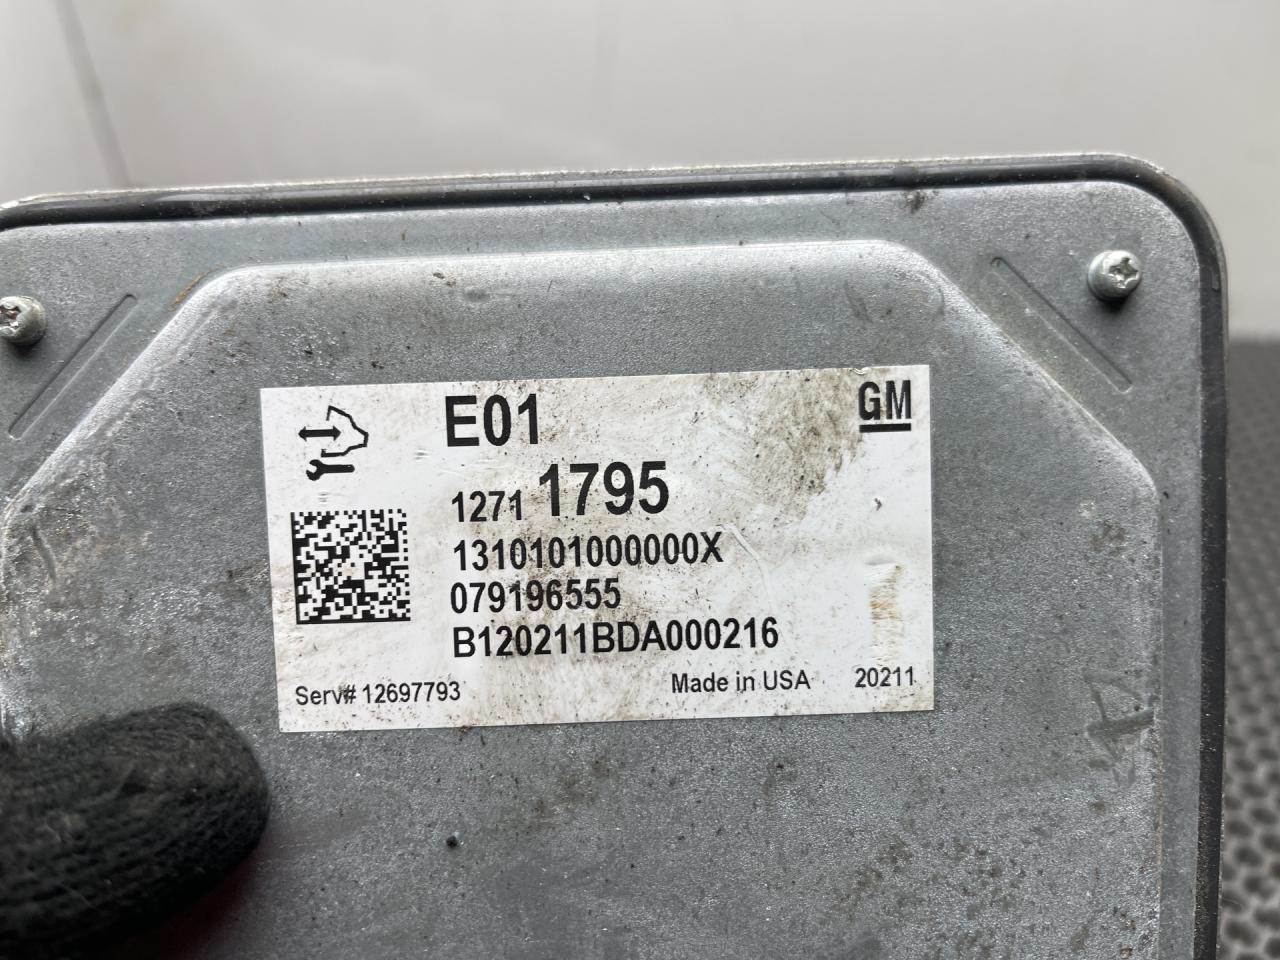 E01
GM
1271 1795
1310101000000X
079196555
B120211BDA000216
Serv# 12697793
Made in USA
20211